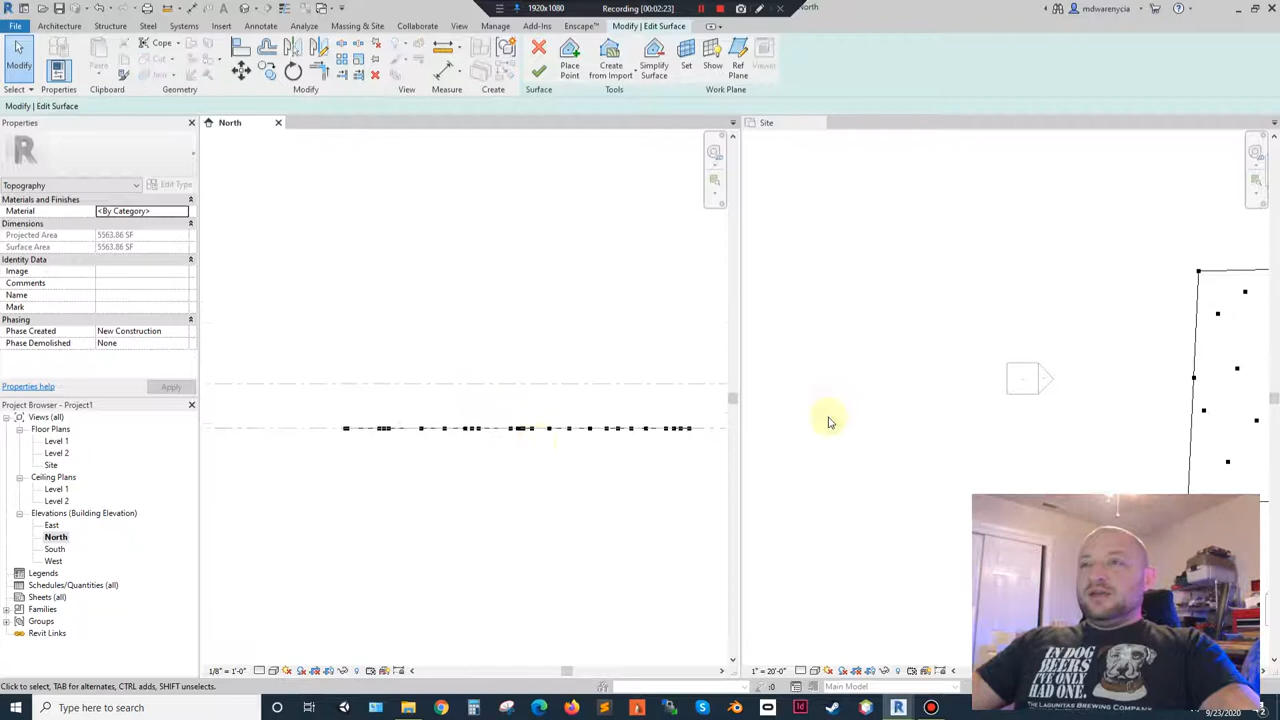 1920x1080
Recording [00:02:23]
North
mdwarenycia
File
Architecture
Structure
Steel
Systems
Insert
Annotate
Analyze
Massing & Site
Collaborate
View
Manage
Add-Ins
Enscape™
Modify | Edit Surface
Modify
Properties
Paste
Cope
Cut
Join
Place
Point
Create
from Import
Simplify
Surface
Set
Show
Ref
Plane
Viewer
Select
Properties
Clipboard
Geometry
Modify
View
Measure
Create
Surface
Tools
Work Plane
Modify | Edit Surface
Properties
North
Site
Topography
Edit Type
Materials and Finishes
Material
<By Category>
Dimensions
Projected Area
5563.86 SF
Surface Area
5563.86 SF
Identity Data
Image
Comments
Name
Mark
Phasing
Phase Created
New Construction
Phase Demolished
None
Properties help
Apply
Project Browser - Project1
Views (all)
Floor Plans
Level 1
Level 2
Site
Ceiling Plans
Level 1
Level 2
Elevations (Building Elevation)
East
North
South
West
Legends
Schedules/Quantities (all)
Sheets (all)
Families
Groups
Revit Links
1/8" = 1'-0"
1" = 20'-0"
Click to select, TAB for alternates, CTRL adds, SHIFT unselects.
:0
Main Model
IN DOG
BEERS
I'VE ONLY
HAD ONE.
THE LAGUNITAS BREWING COMPANY
Type here to search
9/23/2020